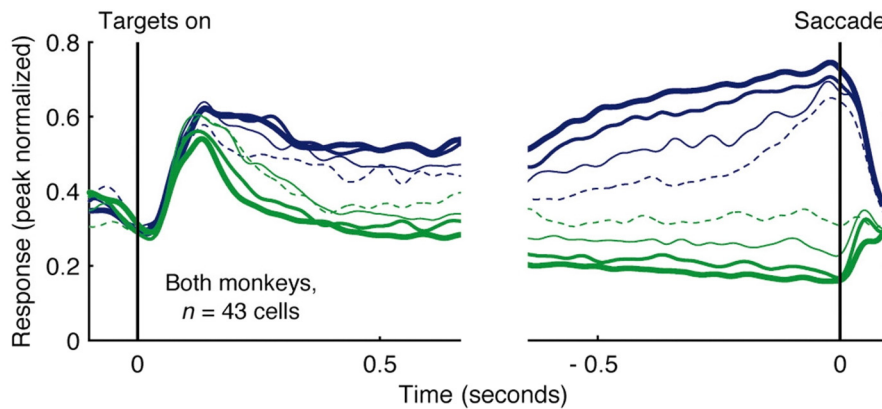 Targets on
Saccade
0.8
0.6
0.4
0.2
0
Response (peak normalized)
Both monkeys,
n = 43 cells
0
0.5
- 0.5
0
Time (seconds)